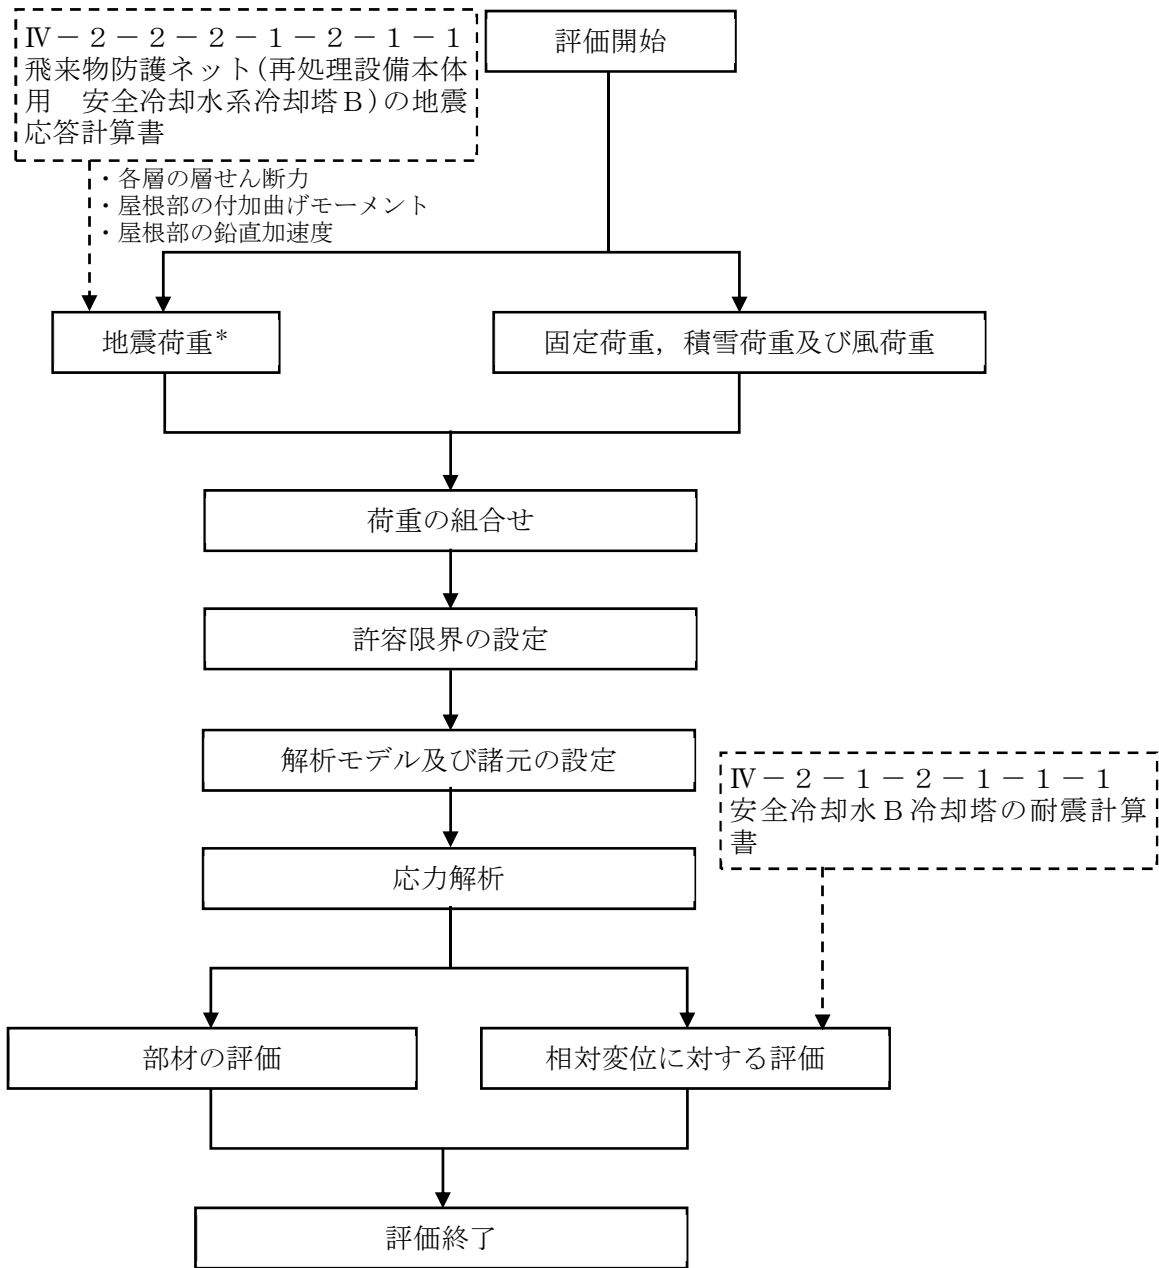 Ⅳ－２－２－２－１－２－１－１
飛来物防護ネット(再処理設備本体
用　安全冷却水系冷却塔Ｂ)の地震
応答計算書
評価開始
・各層の層せん断力
・屋根部の付加曲げモーメント
・屋根部の鉛直加速度
地震荷重*
固定荷重，積雪荷重及び風荷重
荷重の組合せ
許容限界の設定
解析モデル及び諸元の設定
Ⅳ－２－１－２－１－１－１
安全冷却水Ｂ冷却塔の耐震計算
書
応力解析
部材の評価
相対変位に対する評価
評価終了